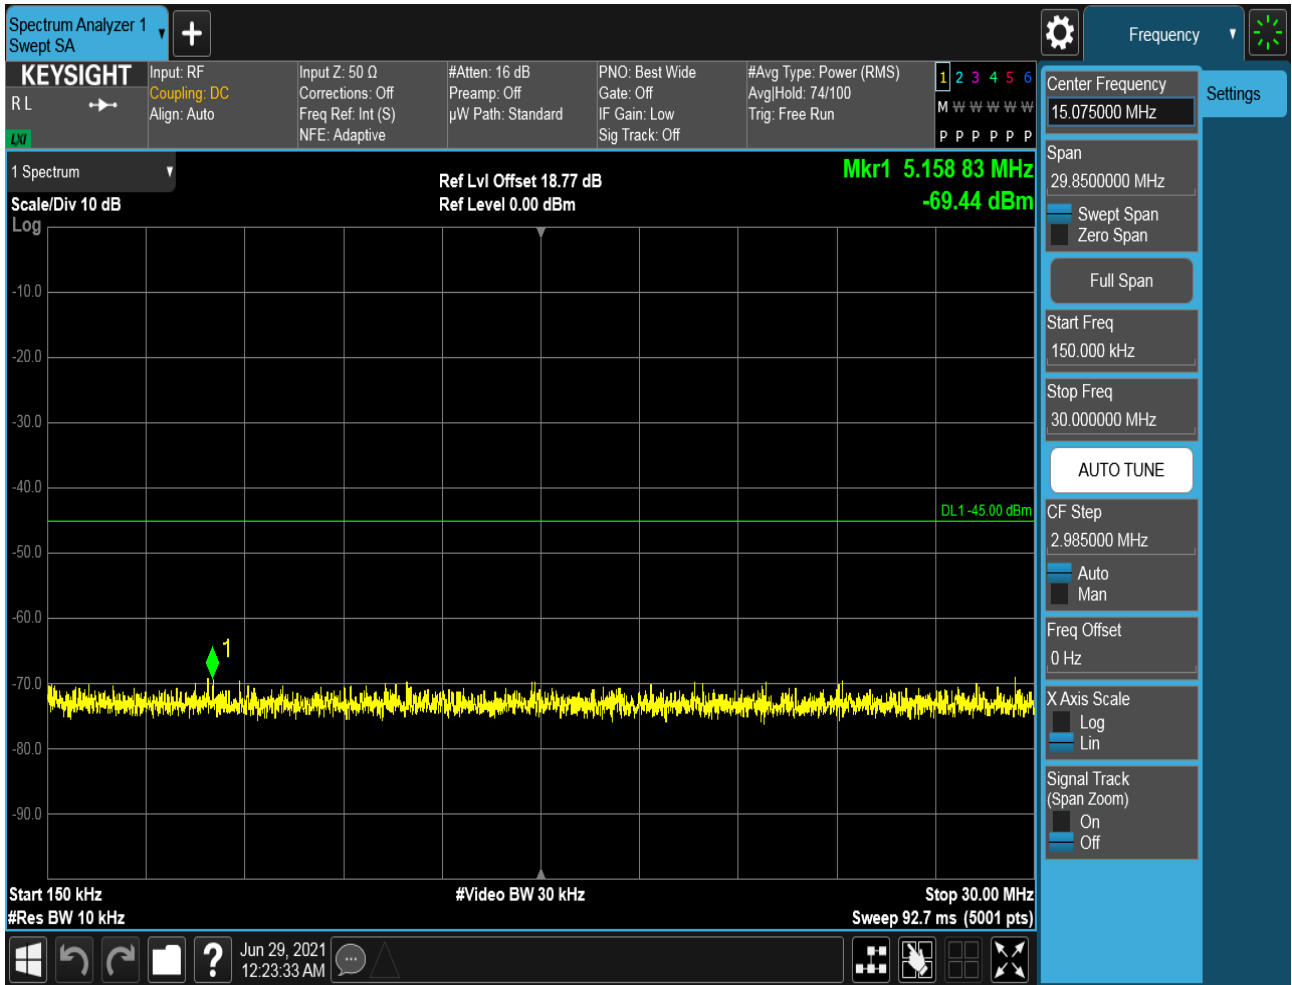 Spectrum Analyzer 1
Swept SA
Frequency
KEYSIGHT
R L
LXI
Input: RF
Coupling: DC
Align: Auto
Input Z: 50 Ω
Corrections: Off
Freq Ref: Int (S)
NFE: Adaptive
#Atten: 16 dB
Preamp: Off
µW Path: Standard
PNO: Best Wide
Gate: Off
IF Gain: Low
Sig Track: Off
#Avg Type: Power (RMS)
Avg|Hold: 74/100
Trig: Free Run
1 2 3 4 5 6
M W W W W W
P P P P P P
1 Spectrum
Scale/Div 10 dB
Log
Ref Lvl Offset 18.77 dB
Ref Level 0.00 dBm
Mkr1 5.158 83 MHz
-69.44 dBm
-10.0
-20.0
-30.0
-40.0
DL1 -45.00 dBm
-50.0
-60.0
1
-70.0
-80.0
-90.0
Start 150 kHz
#Video BW 30 kHz
Stop 30.00 MHz
#Res BW 10 kHz
Sweep 92.7 ms (5001 pts)
?
Jun 29, 2021
12:23:33 AM
Center Frequency
15.075000 MHz
Settings
Span
29.8500000 MHz
Swept Span
Zero Span
Full Span
Start Freq
150.000 kHz
Stop Freq
30.000000 MHz
AUTO TUNE
CF Step
2.985000 MHz
Auto
Man
Freq Offset
0 Hz
X Axis Scale
Log
Lin
Signal Track
(Span Zoom)
On
Off